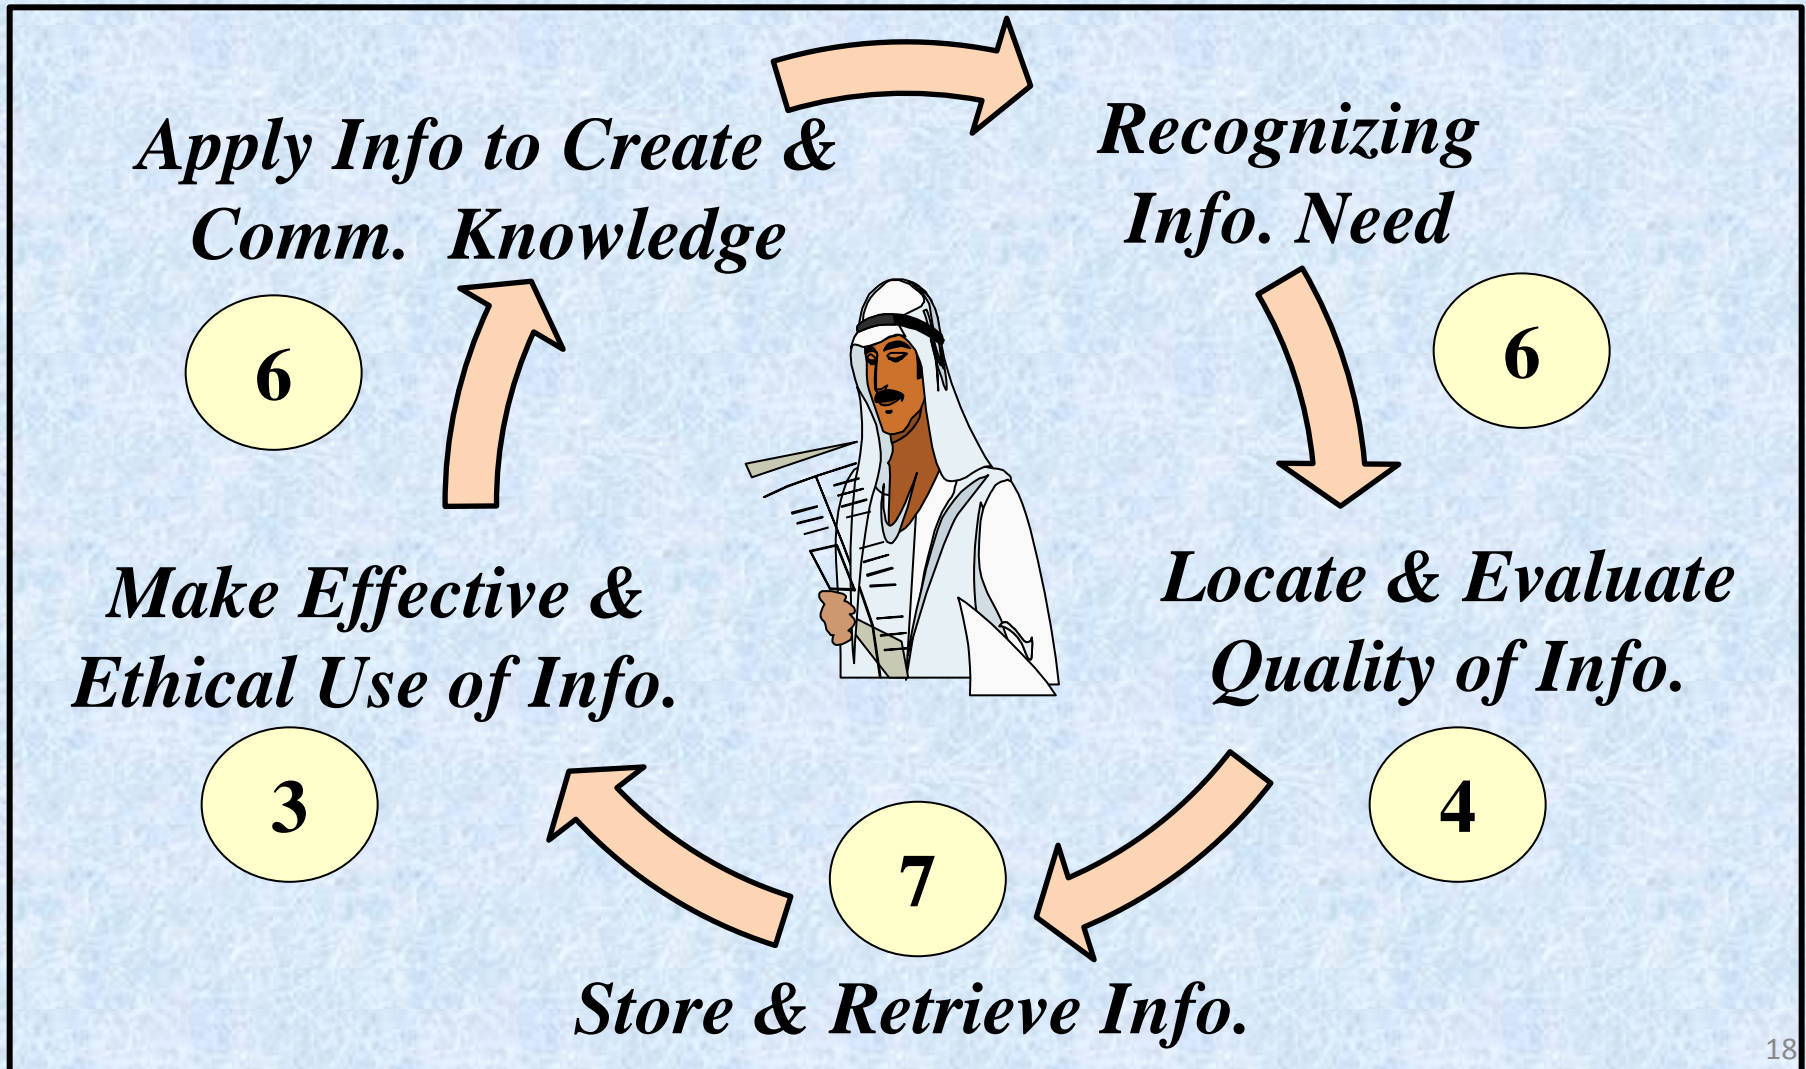 Apply Info to Create &
Comm. Knowledge
6
Recognizing
Info. Need
6
Make Effective &
Ethical Use of Info.
3
Locate & Evaluate
Quality of Info.
4
7
Store & Retrieve Info.
18